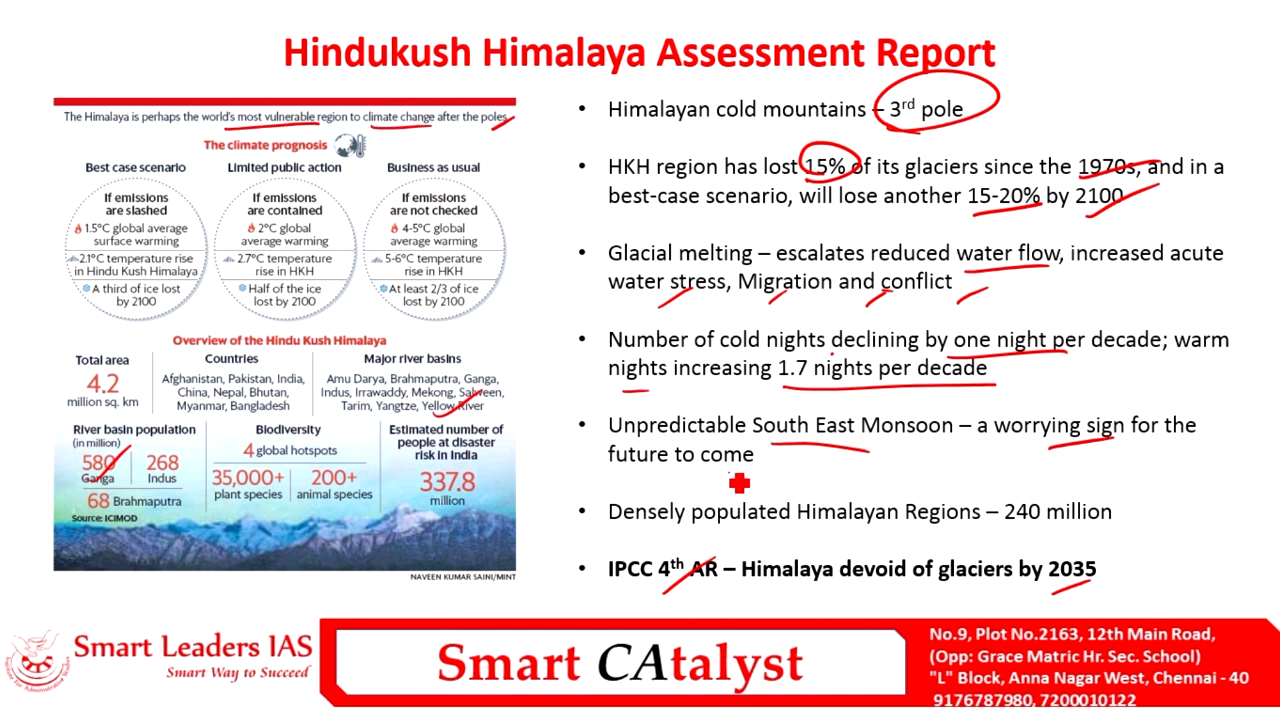 Hindukush Himalaya Assessment Report
The Himalaya is perhaps the world's most vulnerable region to climate change after the poles
The climate prognosis
Best case scenario
If emissions
are slashed
1.5°C global average
surface warming
2.1°C temperature rise
in Hindu Kush Himalaya
A third of ice lost
by 2100
Limited public action
If emissions
are contained
2°C global
average warming
2.7°C temperature
rise in HKH
Half of the ice
lost by 2100
Business as usual
If emissions
are not checked
4-5°C global
average warming
5-6°C temperature
rise in HKH
At least 2/3 of ice
lost by 2100
Overview of the Hindu Kush Himalaya
Total area
4.2
million sq. km
Countries
Afghanistan, Pakistan, India,
China, Nepal, Bhutan,
Myanmar, Bangladesh
Major river basins
Amu Darya, Brahmaputra, Ganga,
Indus, Irrawaddy, Mekong, Salween,
Tarim, Yangtze, Yellow River
River basin population
(in million)
580
Ganga
268
Indus
68 Brahmaputra
Source: ICIMOD
Biodiversity
4 global hotspots
35,000+
plant species
200+
animal species
Estimated number of
people at disaster
risk in India
337.8
million
NAVEEN KUMAR SAINI/MINT
• Himalayan cold mountains – 3rd pole
• HKH region has lost 15% of its glaciers since the 1970s, and in a
best-case scenario, will lose another 15-20% by 2100
• Glacial melting – escalates reduced water flow, increased acute
water stress, Migration and conflict
• Number of cold nights declining by one night per decade; warm
nights increasing 1.7 nights per decade
• Unpredictable South East Monsoon – a worrying sign for the
future to come
• Densely populated Himalayan Regions – 240 million
• IPCC 4th AR – Himalaya devoid of glaciers by 2035
Smart Leaders IAS
Smart Way to Succeed
Smart CAtalyst
No.9, Plot No.2163, 12th Main Road,
(Opp: Grace Matric Hr. Sec. School)
"L" Block, Anna Nagar West, Chennai - 40
9176787980, 7200010122